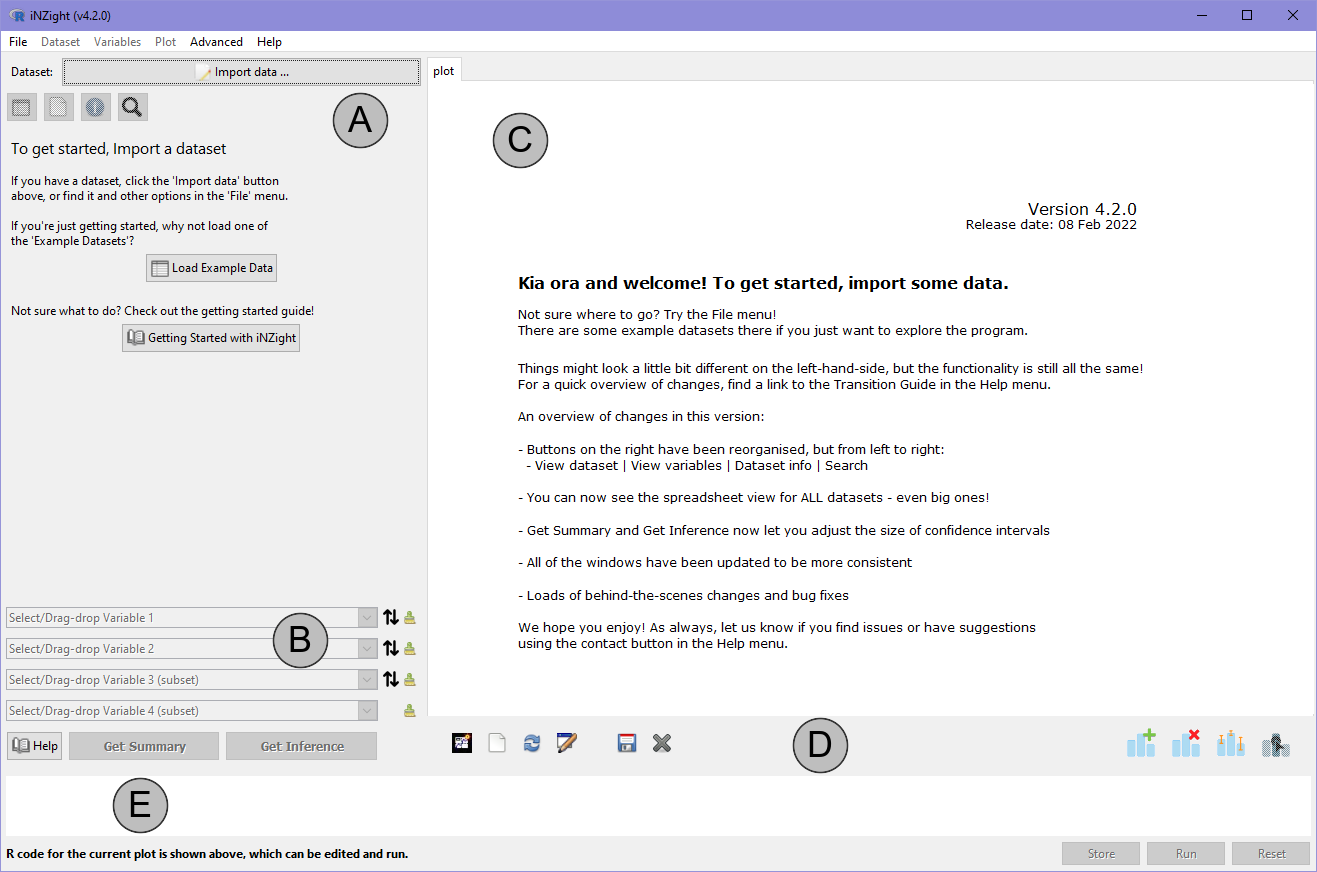 iNZight (v4.2.0)
File Dataset Variables Plot Advanced Help
Dataset: Import data ...
A
To get started, Import a dataset
If you have a dataset, click the 'Import data' button
above, or find it and other options in the 'File' menu.
If you're just getting started, why not load one of
the 'Example Datasets'?
Load Example Data
Not sure what to do? Check out the getting started guide!
Getting Started with iNZight
Select/Drag-drop Variable 1
Select/Drag-drop Variable 2
B
Select/Drag-drop Variable 3 (subset)
Select/Drag-drop Variable 4 (subset)
Help Get Summary Get Inference
plot
C
Version 4.2.0
Release date: 08 Feb 2022
Kia ora and welcome! To get started, import some data.
Not sure where to go? Try the File menu!
There are some example datasets there if you just want to explore the program.
Things might look a little bit different on the left-hand-side, but the functionality is still all the same!
For a quick overview of changes, find a link to the Transition Guide in the Help menu.
An overview of changes in this version:
- Buttons on the right have been reorganised, but from left to right:
- View dataset | View variables | Dataset info | Search
- You can now see the spreadsheet view for ALL datasets - even big ones!
- Get Summary and Get Inference now let you adjust the size of confidence intervals
- All of the windows have been updated to be more consistent
- Loads of behind-the-scenes changes and bug fixes
We hope you enjoy! As always, let us know if you find issues or have suggestions
using the contact button in the Help menu.
D
E
R code for the current plot is shown above, which can be edited and run.
Store Run Reset